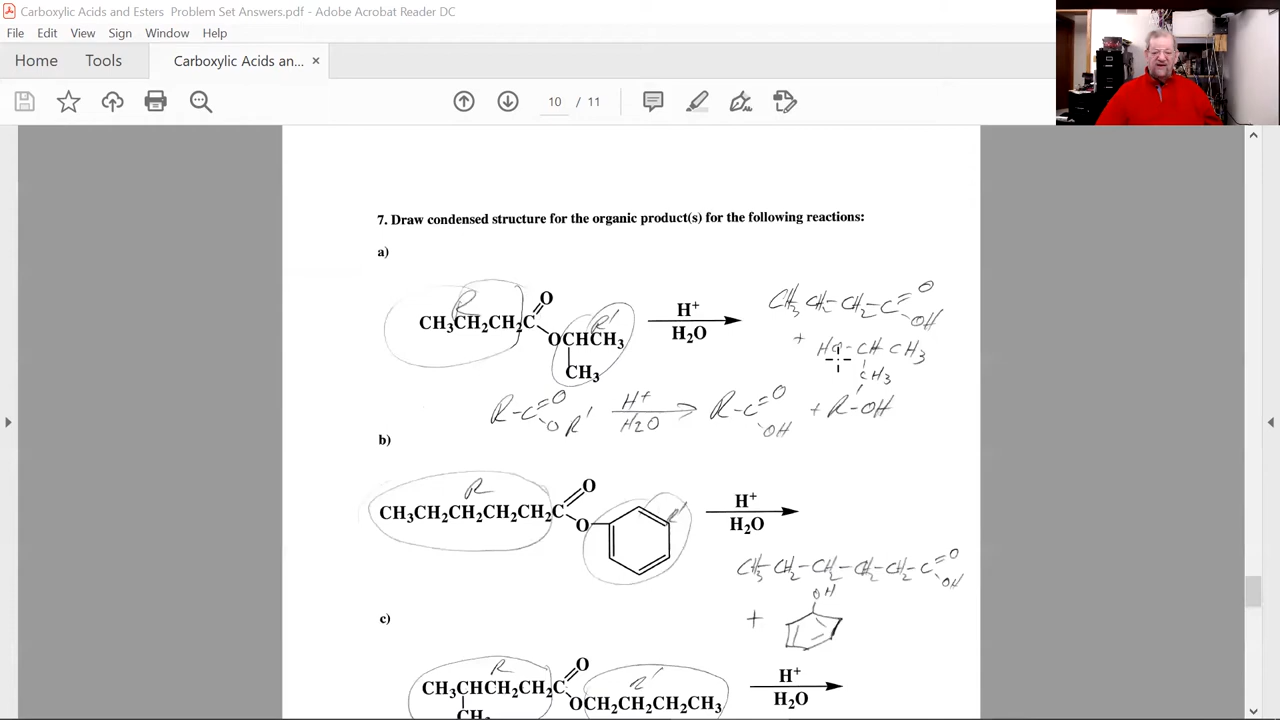 Carboxylic Acids and Esters Problem Set Answers.pdf - Adobe Acrobat Reader DC
File Edit View Sign Window Help
Home Tools Carboxylic Acids an... ×
10 / 11
7. Draw condensed structure for the organic product(s) for the following reactions:
a)
R O R'
CH₃CH₂CH₂C OCHCH₃ H⁺ H₂O
CH₃
CH₃ CH₂ CH₂ C=O OH
+ HO-CH CH₃
CH₃
R-C=O OR' H+ H2O R-C=O OH + R'-OH
b)
R O R'
CH₃CH₂CH₂CH₂CH₂C O H⁺ H₂O
CH₃ CH₂-CH₂-CH₂-CH₂-C=O OH
+ OH
c)
R O R'
CH₃CHCH₂CH₂C OCH₂CH₂CH₂CH₃ H⁺ H₂O
CH₃